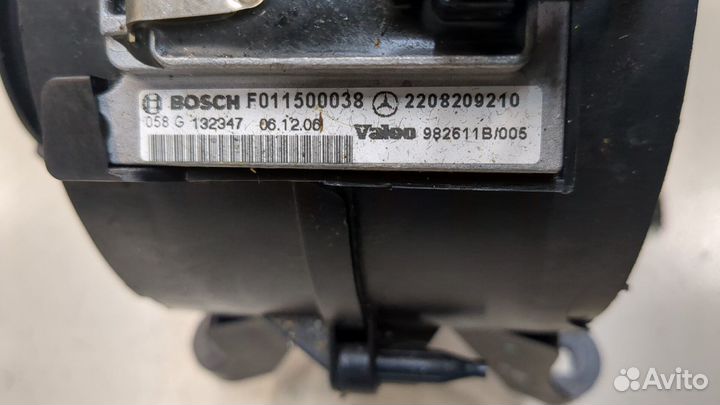 BOSCH F011500038 2208209210
058 G 132347 06.12.06 Valeo 982611B/005
Avito